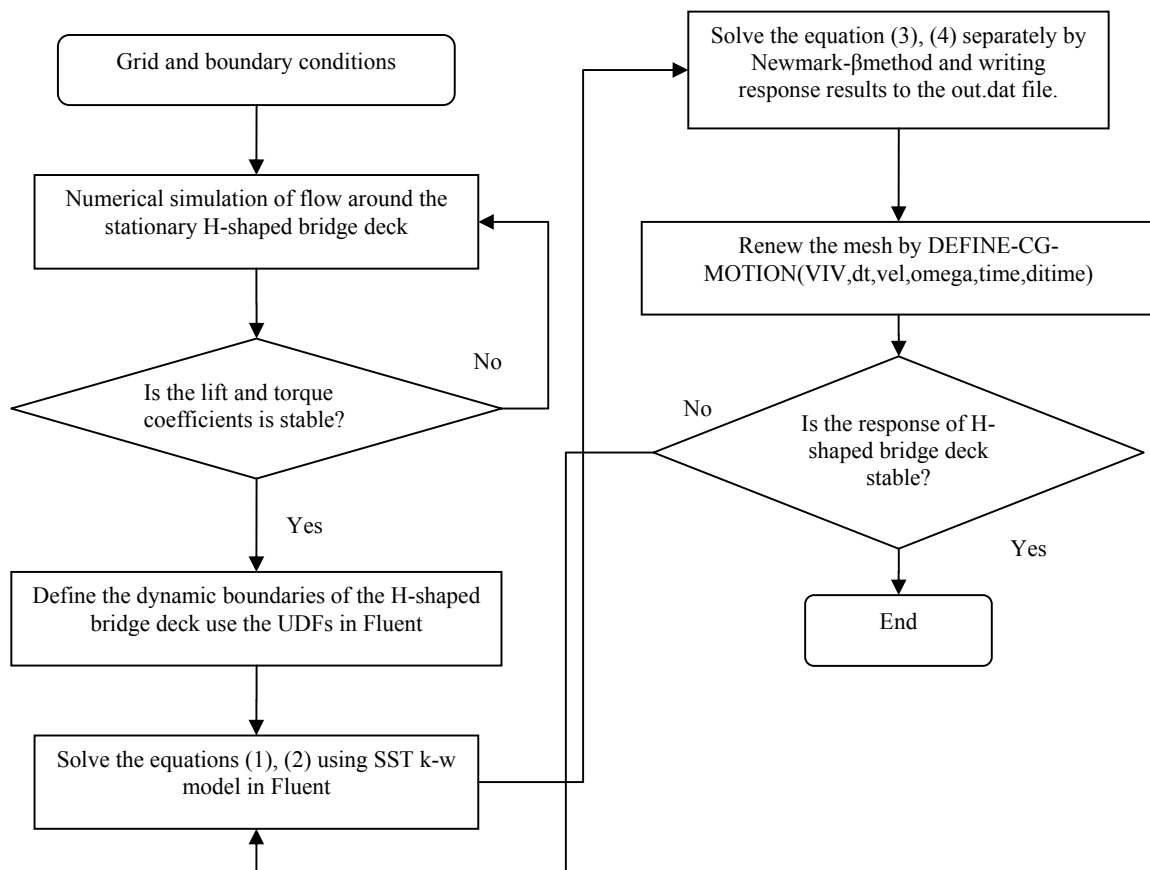 Grid and boundary conditions
Numerical simulation of flow around the
stationary H-shaped bridge deck
No
Is the lift and torque
coefficients is stable?
Yes
Define the dynamic boundaries of the H-shaped
bridge deck use the UDFs in Fluent
Solve the equations (1), (2) using SST k-w
model in Fluent
Solve the equation (3), (4) separately by
Newmark-βmethod and writing
response results to the out.dat file.
Renew the mesh by DEFINE-CG-
MOTION(VIV,dt,vel,omega,time,ditime)
No
Is the response of H-
shaped bridge deck
stable?
Yes
End